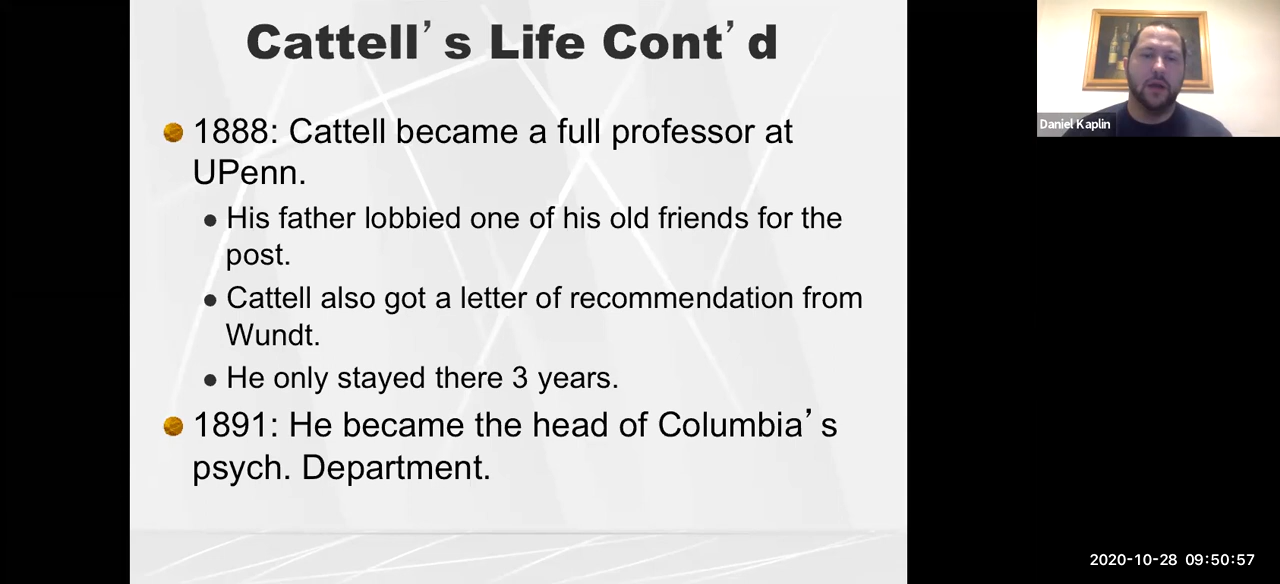 Cattell’s Life Cont’d
1888: Cattell became a full professor at
UPenn.
His father lobbied one of his old friends for the
post.
Cattell also got a letter of recommendation from
Wundt.
He only stayed there 3 years.
1891: He became the head of Columbia’s
psych. Department.
Daniel Kaplin
2020-10-28 09:50:57